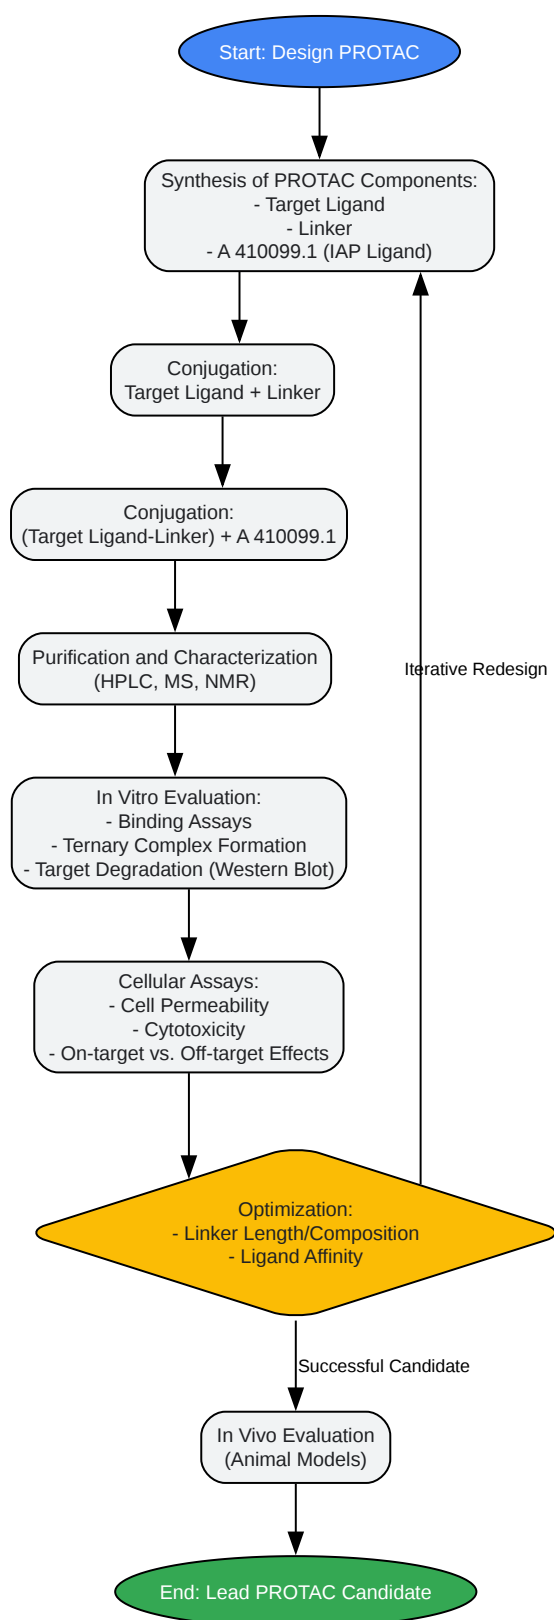 Start: Design PROTAC
Synthesis of PROTAC Components:
- Target Ligand
- Linker
- A 410099.1 (IAP Ligand)
Conjugation:
Target Ligand + Linker
Conjugation:
(Target Ligand-Linker) + A 410099.1
Purification and Characterization
(HPLC, MS, NMR)
Iterative Redesign
In Vitro Evaluation:
- Binding Assays
- Ternary Complex Formation
- Target Degradation (Western Blot)
Cellular Assays:
- Cell Permeability
- Cytotoxicity
- On-target vs. Off-target Effects
Optimization:
- Linker Length/Composition
- Ligand Affinity
Successful Candidate
In Vivo Evaluation
(Animal Models)
End: Lead PROTAC Candidate